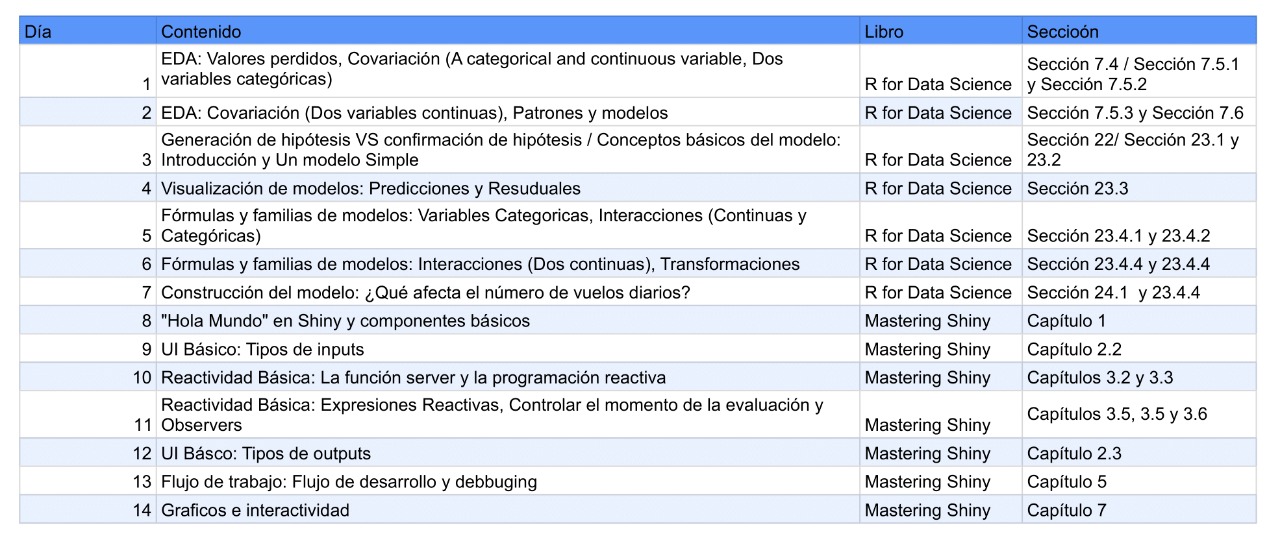 Día Contenido Libro Seccioón
1 EDA: Valores perdidos, Covariación (A categorical and continuous variable, Dos
variables categóricas) R for Data Science Sección 7.4 / Sección 7.5.1
y Sección 7.5.2
2 EDA: Covariación (Dos variables continuas), Patrones y modelos R for Data Science Sección 7.5.3 y Sección 7.6
3 Generación de hipótesis VS confirmación de hipótesis / Conceptos básicos del modelo:
Introducción y Un modelo Simple R for Data Science Sección 22/ Sección 23.1 y
23.2
4 Visualización de modelos: Predicciones y Resuduales R for Data Science Sección 23.3
5 Fórmulas y familias de modelos: Variables Categoricas, Interacciones (Continuas y
Categóricas) R for Data Science Sección 23.4.1 y 23.4.2
6 Fórmulas y familias de modelos: Interacciones (Dos continuas), Transformaciones R for Data Science Sección 23.4.4 y 23.4.4
7 Construcción del modelo: ¿Qué afecta el número de vuelos diarios? R for Data Science Sección 24.1 y 23.4.4
8 "Hola Mundo" en Shiny y componentes básicos Mastering Shiny Capítulo 1
9 UI Básico: Tipos de inputs Mastering Shiny Capítulo 2.2
10 Reactividad Básica: La función server y la programación reactiva Mastering Shiny Capítulos 3.2 y 3.3
11 Reactividad Básica: Expresiones Reactivas, Controlar el momento de la evaluación y
Observers Mastering Shiny Capítulos 3.5, 3.5 y 3.6
12 UI Básco: Tipos de outputs Mastering Shiny Capítulo 2.3
13 Flujo de trabajo: Flujo de desarrollo y debbuging Mastering Shiny Capítulo 5
14 Graficos e interactividad Mastering Shiny Capítulo 7